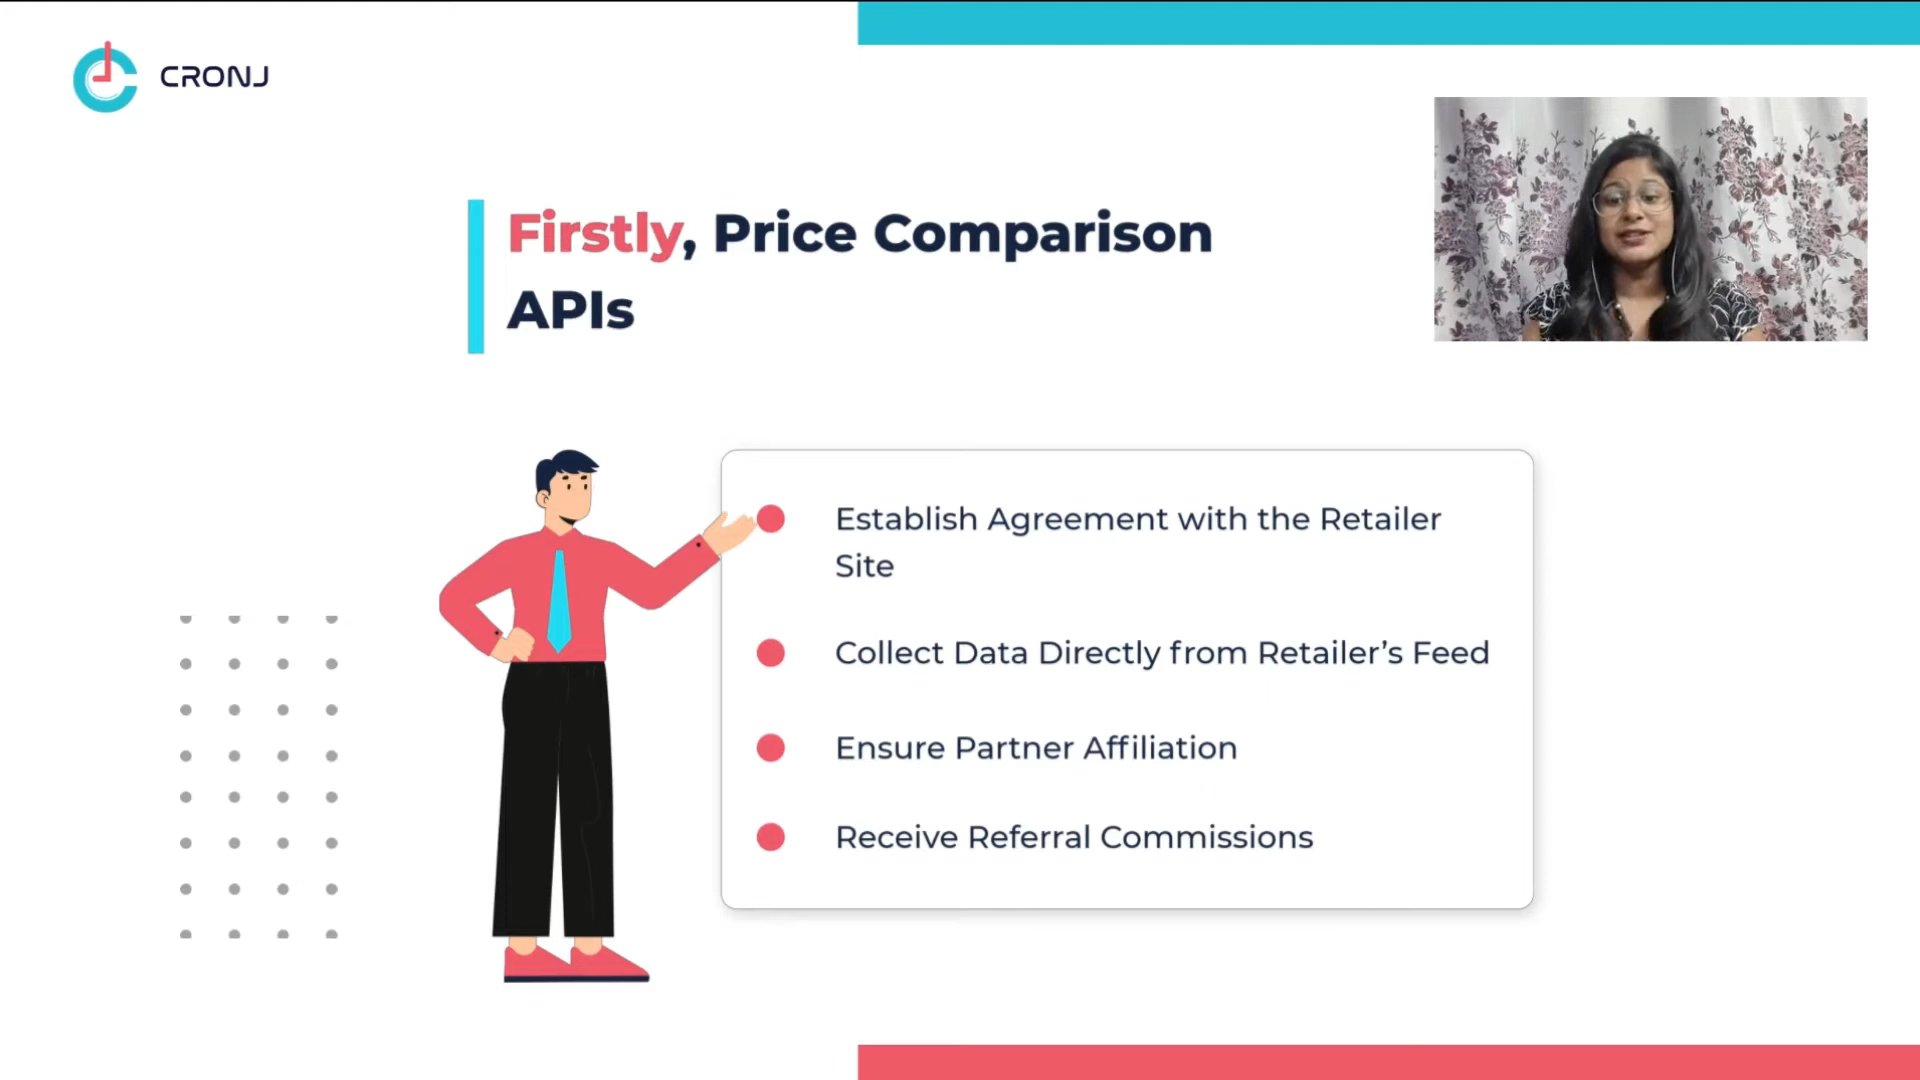 CRONJ
Firstly, Price Comparison
APIs
Establish Agreement with the Retailer
Site
Collect Data Directly from Retailer’s Feed
Ensure Partner Affiliation
Receive Referral Commissions